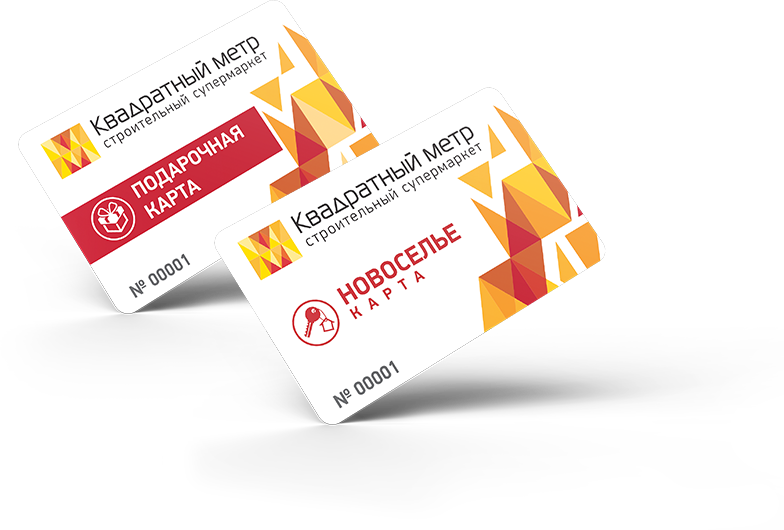 Квадратный метр
строительный супермаркет
ПОДАРОЧНАЯ
КАРТА
№ 00001
Квадратный метр
строительный супермаркет
НОВОСЕЛЬЕ
КАРТА
№ 00001